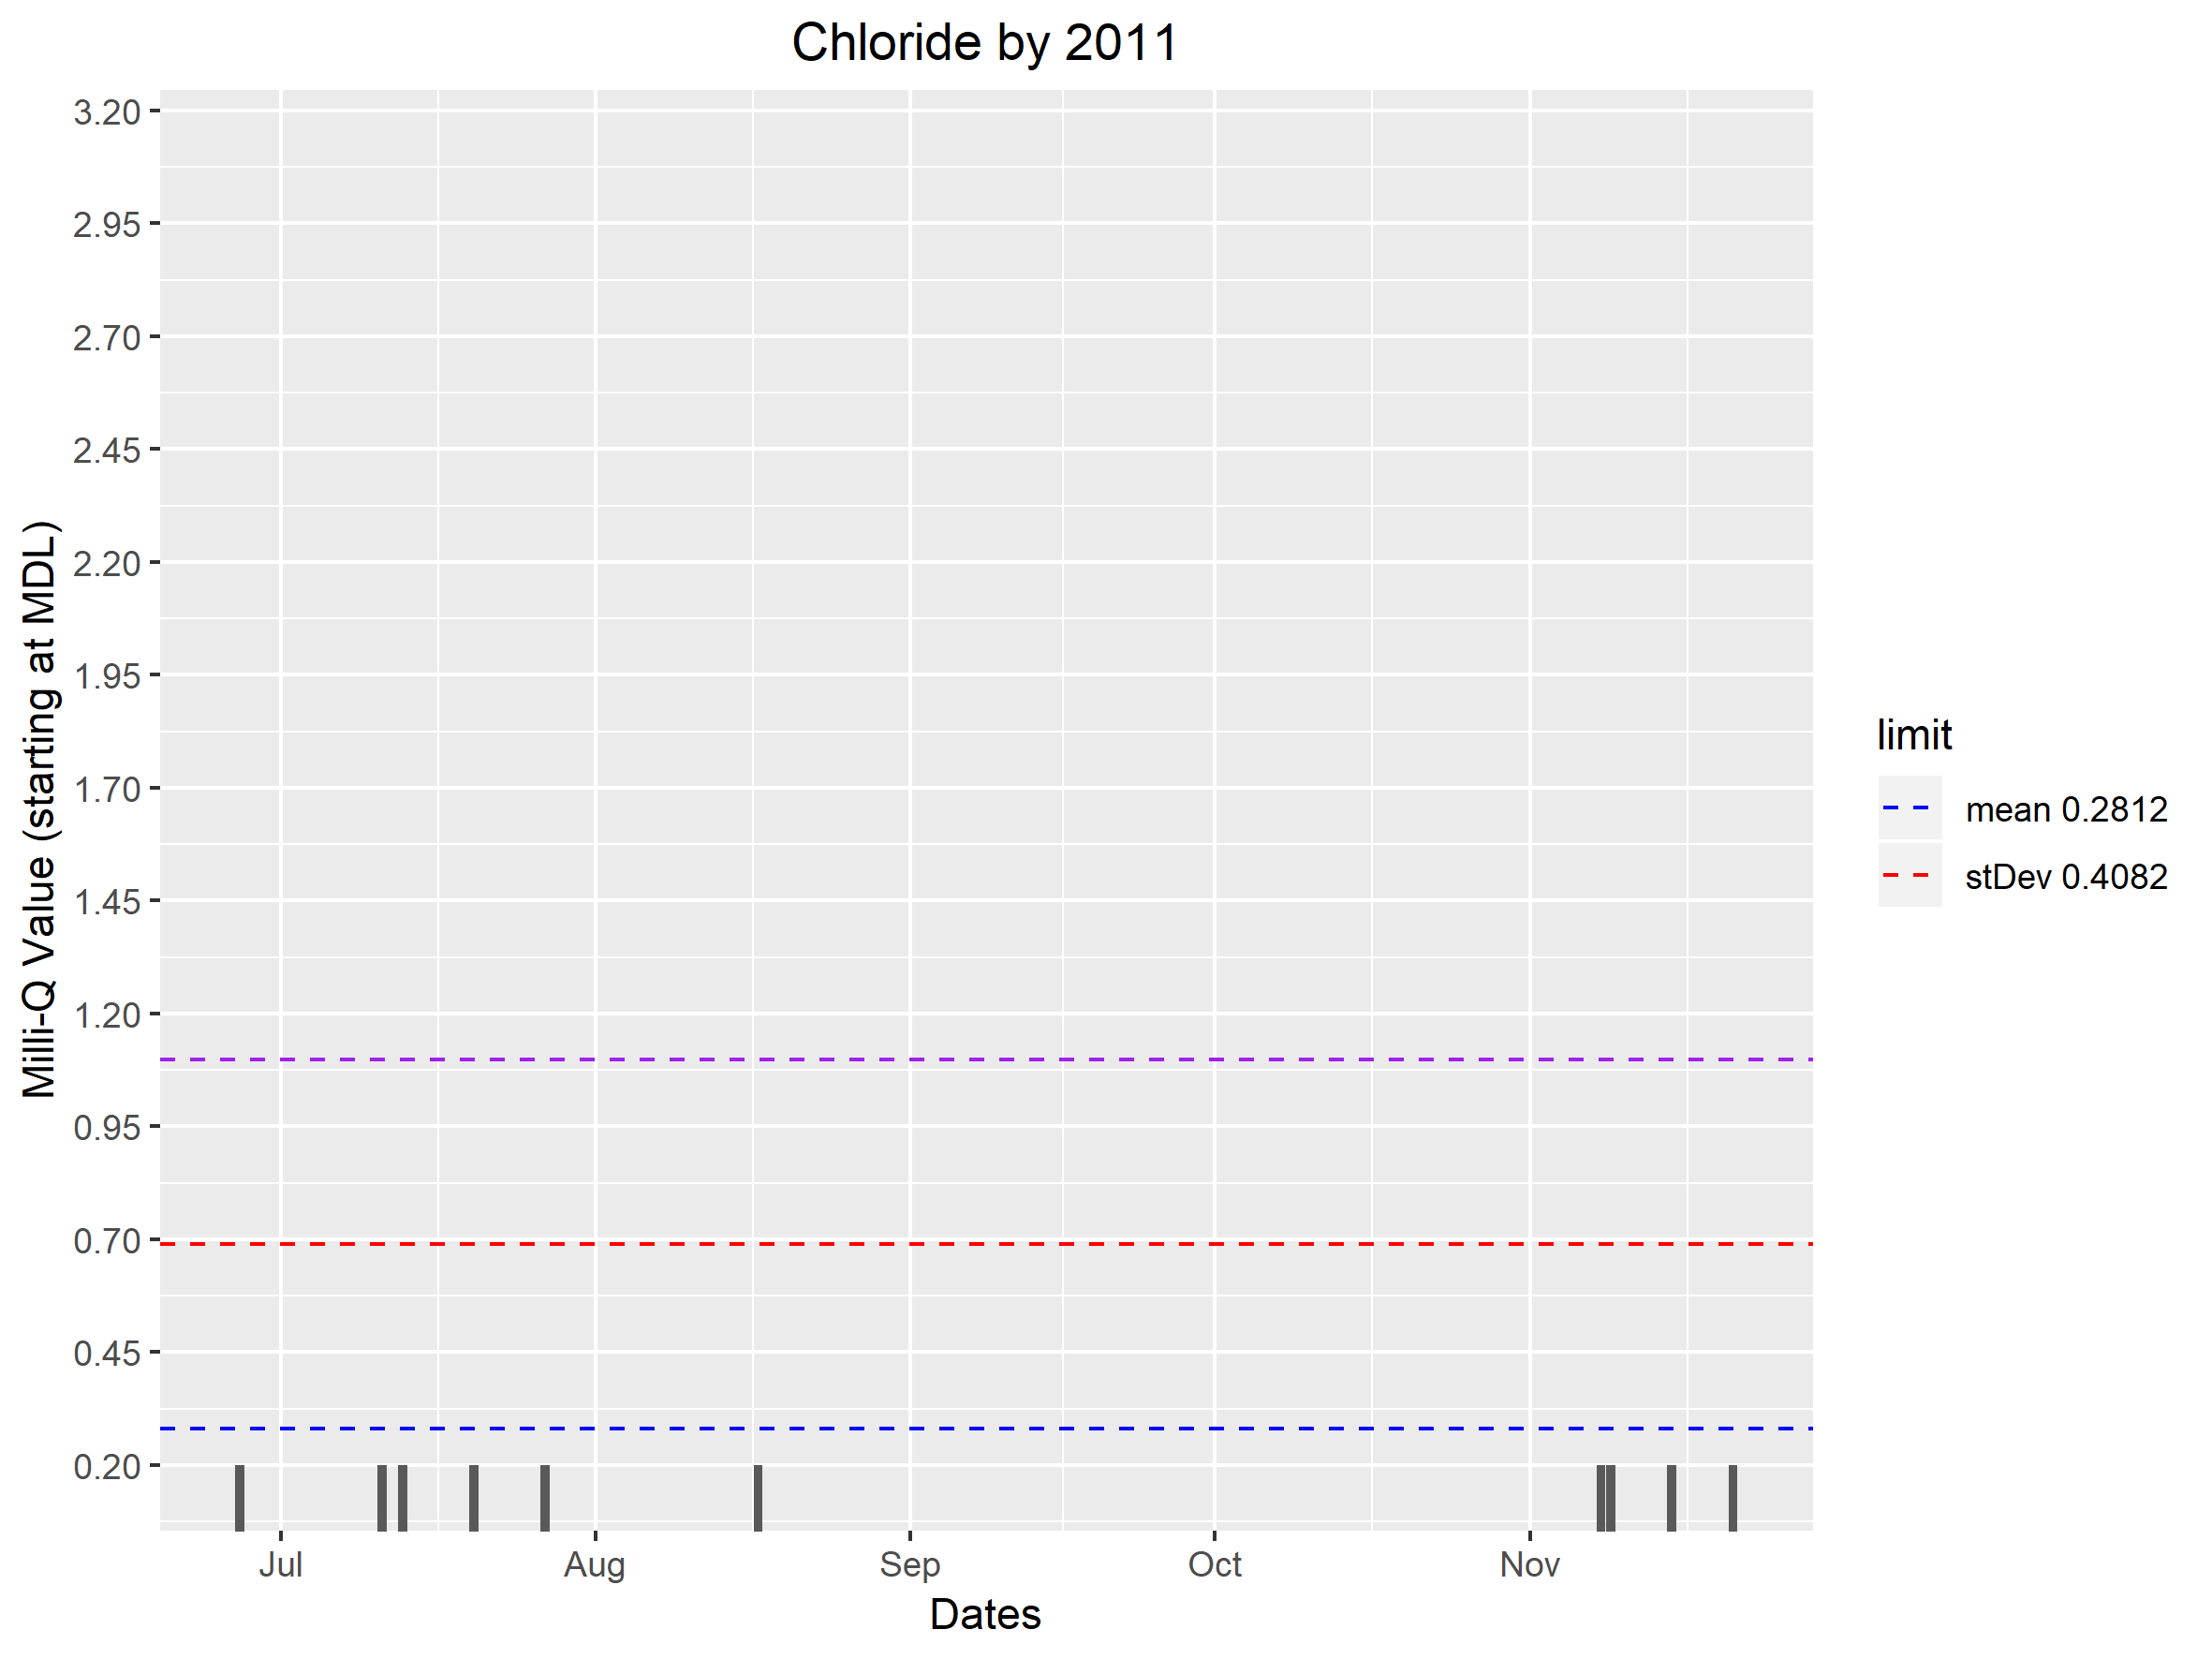 Chloride by 2011
Milli-Q Value (starting at MDL)
3.20
2.95
2.70
2.45
2.20
1.95
1.70
1.45
1.20
0.95
0.70
0.45
0.20
Jul Aug Sep Oct Nov
Dates
limit
mean 0.2812
stDev 0.4082